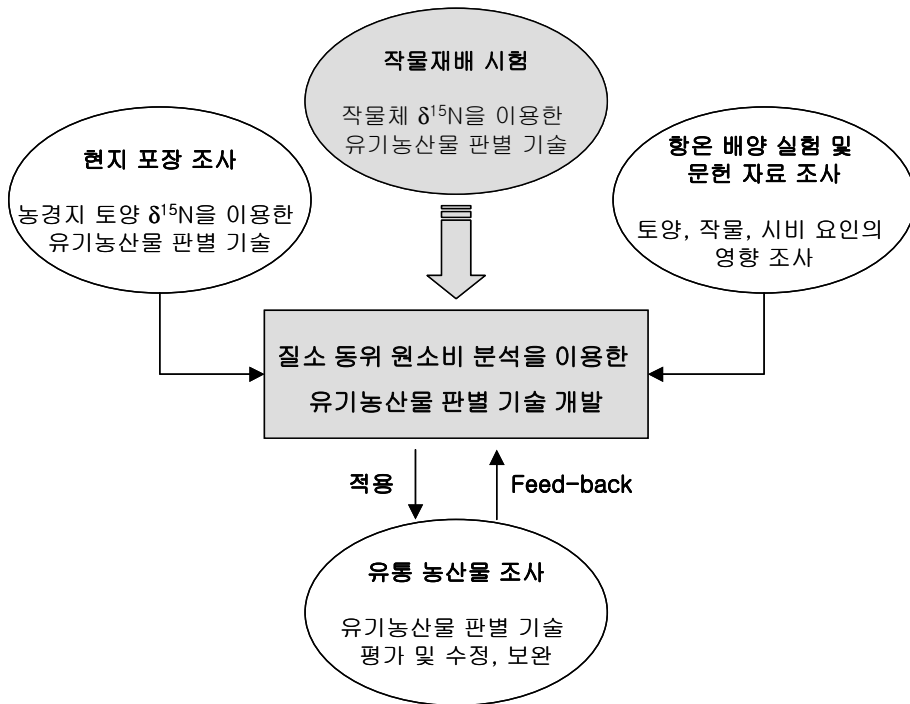 작물재배 시험
작물체 δ¹⁵N을 이용한
유기농산물 판별 기술
현지 포장 조사
농경지 토양 δ¹⁵N을 이용한
유기농산물 판별 기술
항온 배양 실험 및
문헌 자료 조사
토양, 작물, 시비 요인의
영향 조사
질소 동위 원소비 분석을 이용한
유기농산물 판별 기술 개발
적용
Feed-back
유통 농산물 조사
유기농산물 판별 기술
평가 및 수정, 보완